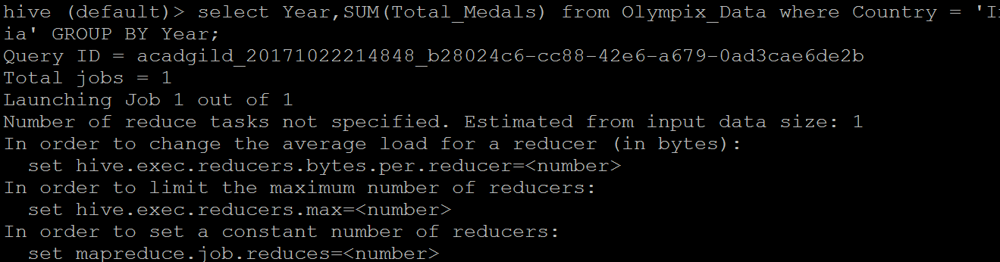 hive (default)> select Year,SUM(Total_Medals) from Olympix_Data where Country = 'I
ia' GROUP BY Year;
Query ID = acadgild_20171022214848_b28024c6-cc88-42e6-a679-0ad3cae6de2b
Total jobs = 1
Launching Job 1 out of 1
Number of reduce tasks not specified. Estimated from input data size: 1
In order to change the average load for a reducer (in bytes):
  set hive.exec.reducers.bytes.per.reducer=<number>
In order to limit the maximum number of reducers:
  set hive.exec.reducers.max=<number>
In order to set a constant number of reducers:
  set mapreduce.job.reduces=<number>